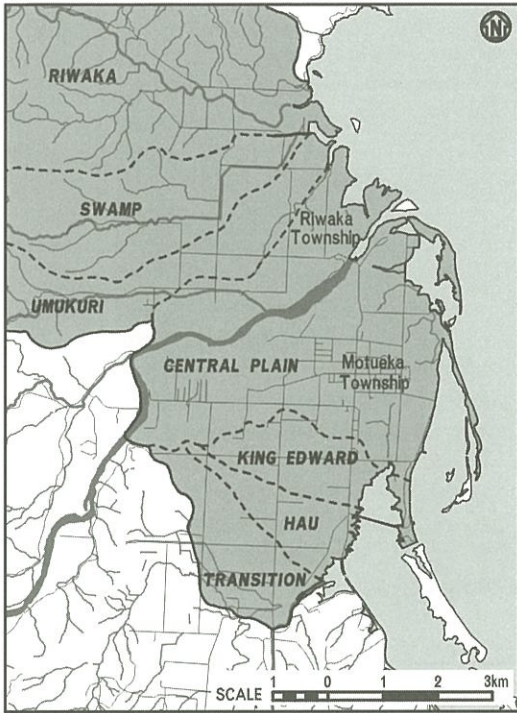 N
RIWAKA
SWAMP
Riwaka
Township
UMUKURI
CENTRAL PLAIN
Motueka
Township
KING EDWARD
HAU
TRANSITION
SCALE 1 0 1 2 3km